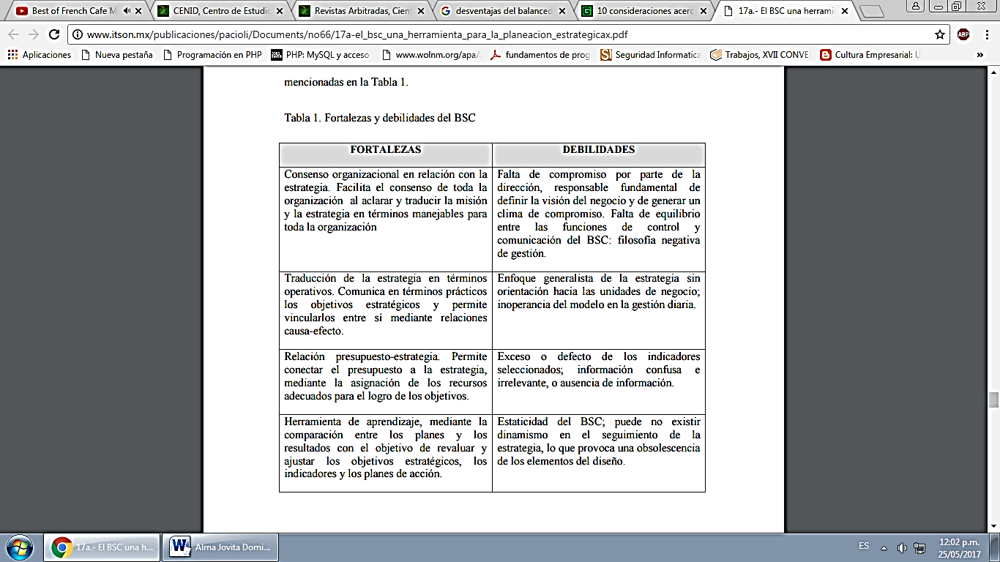 Best of French Cafe M
CENID, Centro de Estudic
Revistas Arbitradas, Cient
desventajas del balanced
10 consideraciones acerc
17a.- El BSC una herrami
www.itson.mx/publicaciones/pacioli/Documents/no66/17a-el_bsc_una_herramienta_para_la_planeacion_estrategicax.pdf
ABP
Aplicaciones
Nueva pestaña
Programación en PHP
PHP: MySQL y acceso
www.wolnm.org/apa/
fundamentos de prog
Seguridad Informatica
Trabajos, XVII CONVE
Cultura Empresarial: U
»
mencionadas en la Tabla 1.
Tabla 1. Fortalezas y debilidades del BSC
FORTALEZAS
DEBILIDADES
Consenso organizacional en relación con la
estrategia. Facilita el consenso de toda la
organización al aclarar y traducir la misión
y la estrategia en términos manejables para
toda la organización
Falta de compromiso por parte de la
dirección, responsable fundamental de
definir la visión del negocio y de generar un
clima de compromiso. Falta de equilibrio
entre las funciones de control y
comunicación del BSC: filosofía negativa
de gestión.
Traducción de la estrategia en términos
operativos. Comunica en términos prácticos
los objetivos estratégicos y permite
vincularlos entre sí mediante relaciones
causa-efecto.
Enfoque generalista de la estrategia sin
orientación hacia las unidades de negocio;
inoperancia del modelo en la gestión diaria.
Relación presupuesto-estrategia. Permite
conectar el presupuesto a la estrategia,
mediante la asignación de los recursos
adecuados para el logro de los objetivos.
Exceso o defecto de los indicadores
seleccionados; información confusa e
irrelevante, o ausencia de información.
Herramienta de aprendizaje, mediante la
comparación entre los planes y los
resultados con el objetivo de revaluar y
ajustar los objetivos estratégicos, los
indicadores y los planes de acción.
Estaticidad del BSC; puede no existir
dinamismo en el seguimiento de la
estrategia, lo que provoca una obsolescencia
de los elementos del diseño.
17a.- El BSC una h...
Alma Jovita Domi...
ES
12:02 p.m.
25/05/2017